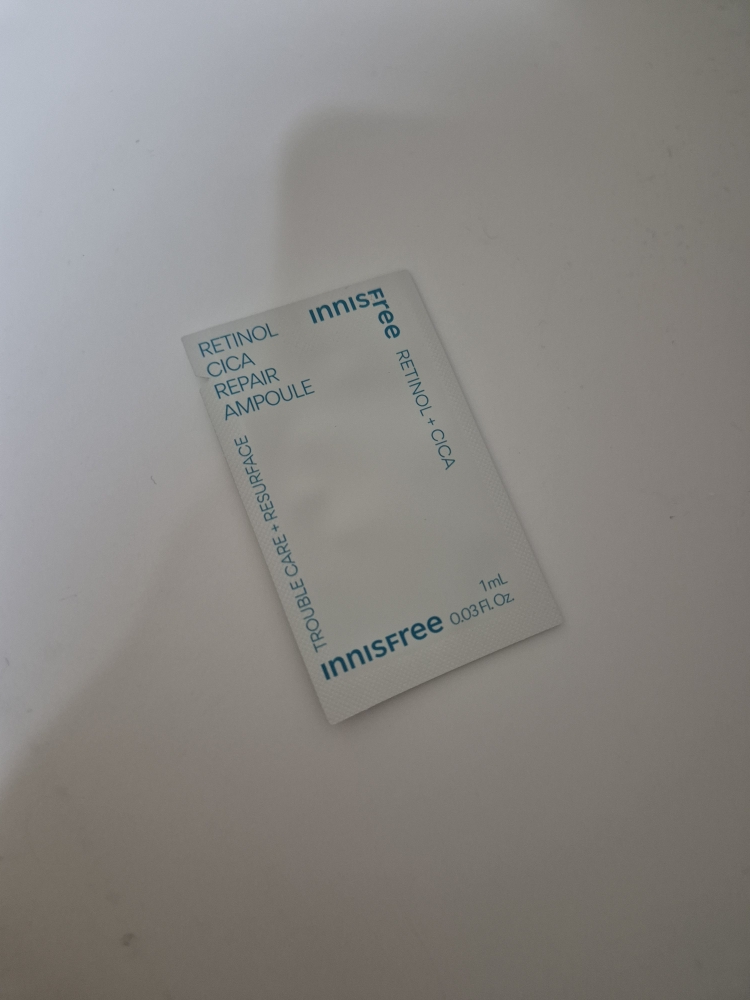 RETINOL
CICA
REPAIR
AMPOULE
InnISFree
RETINOL + CICA
TROUBLE CARE + RESURFACE
1mL
0.03 Fl. Oz.
InnISFree